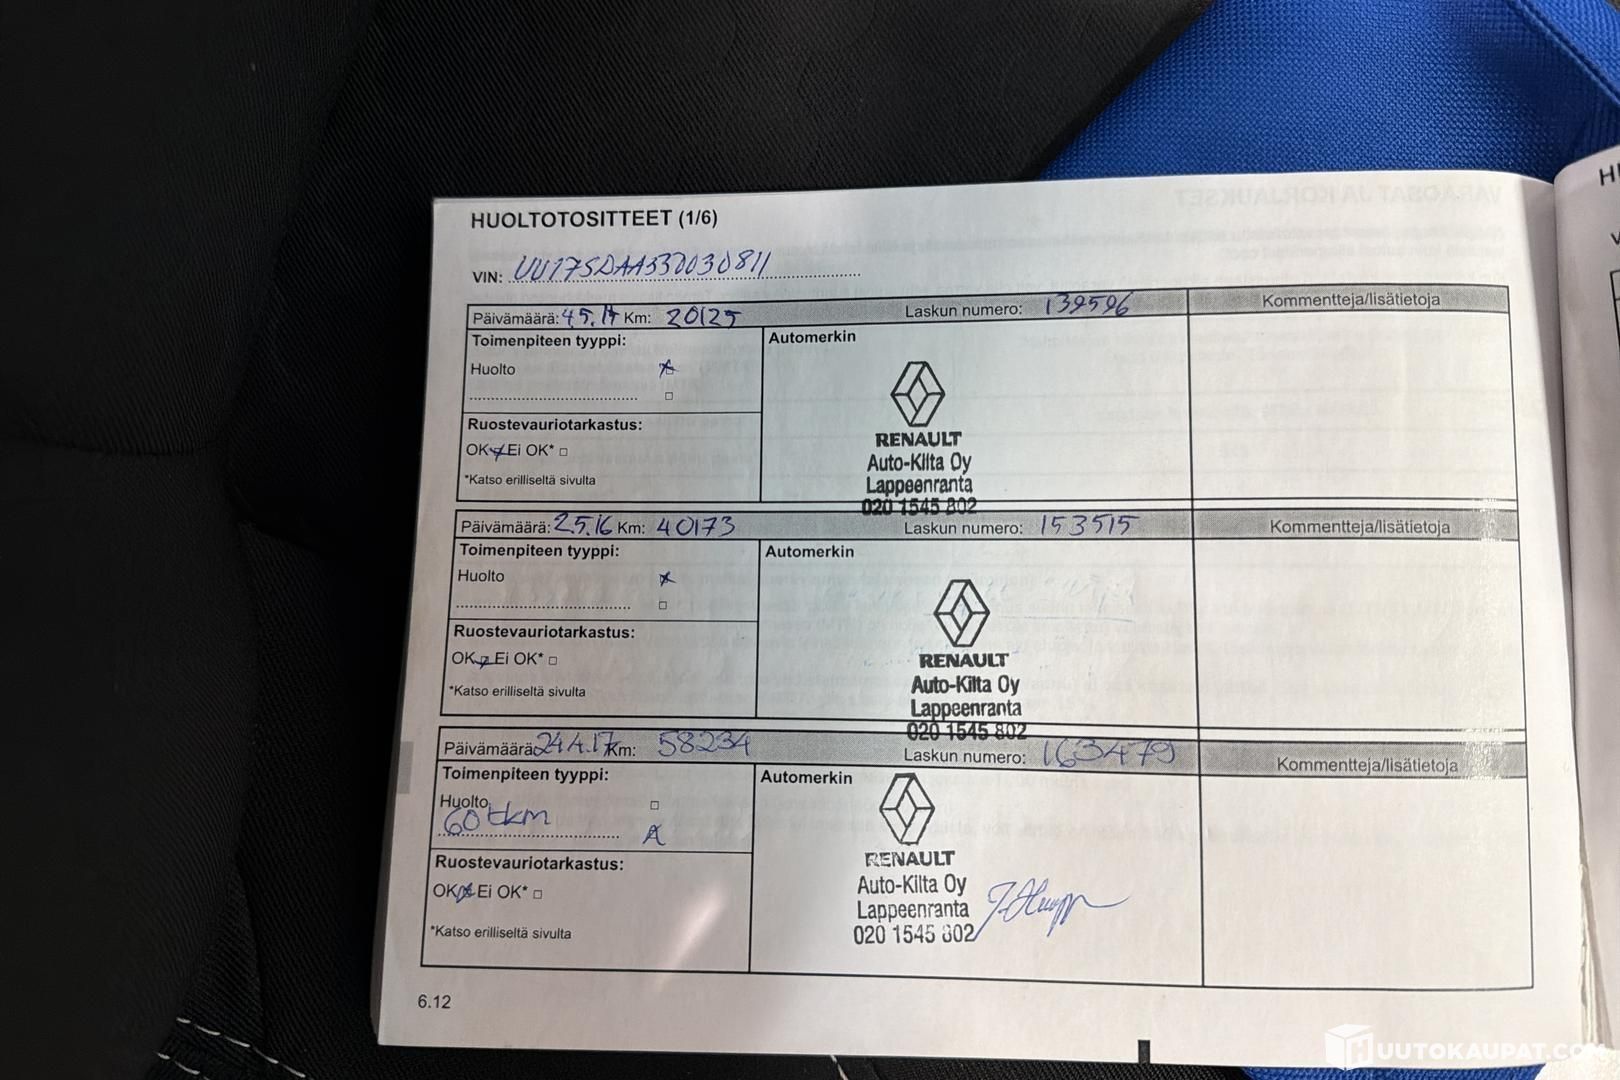 HUOLTOTOSITTEET (1/6)
VIN: UU17SDAA550030811
Päivämäärä: 4.5.15 Km: 20125 Laskun numero: 139596 Kommentteja/lisätietoja
Toimenpiteen tyyppi: Automerkin
Huolto
Ruostevauriotarkastus:
OK Ei OK*
*Katso erilliseltä sivulta
RENAULT
Auto-Kilta Oy
Lappeenranta
020 1545 802
Päivämäärä: 2.5.16 Km: 40173 Laskun numero: 153515 Kommentteja/lisätietoja
Toimenpiteen tyyppi: Automerkin
Huolto
Ruostevauriotarkastus:
OK Ei OK*
*Katso erilliseltä sivulta
RENAULT
Auto-Kilta Oy
Lappeenranta
020 1545 802
Päivämäärä 24.4.17 Km: 58234 Laskun numero: 163479 Kommentteja/lisätietoja
Toimenpiteen tyyppi: Automerkin
Huolto
60 tkm
Ruostevauriotarkastus:
OK Ei OK*
*Katso erilliseltä sivulta
RENAULT
Auto-Kilta Oy
Lappeenranta
020 1545 802
6.12
HUUTOKAUPAT.COM